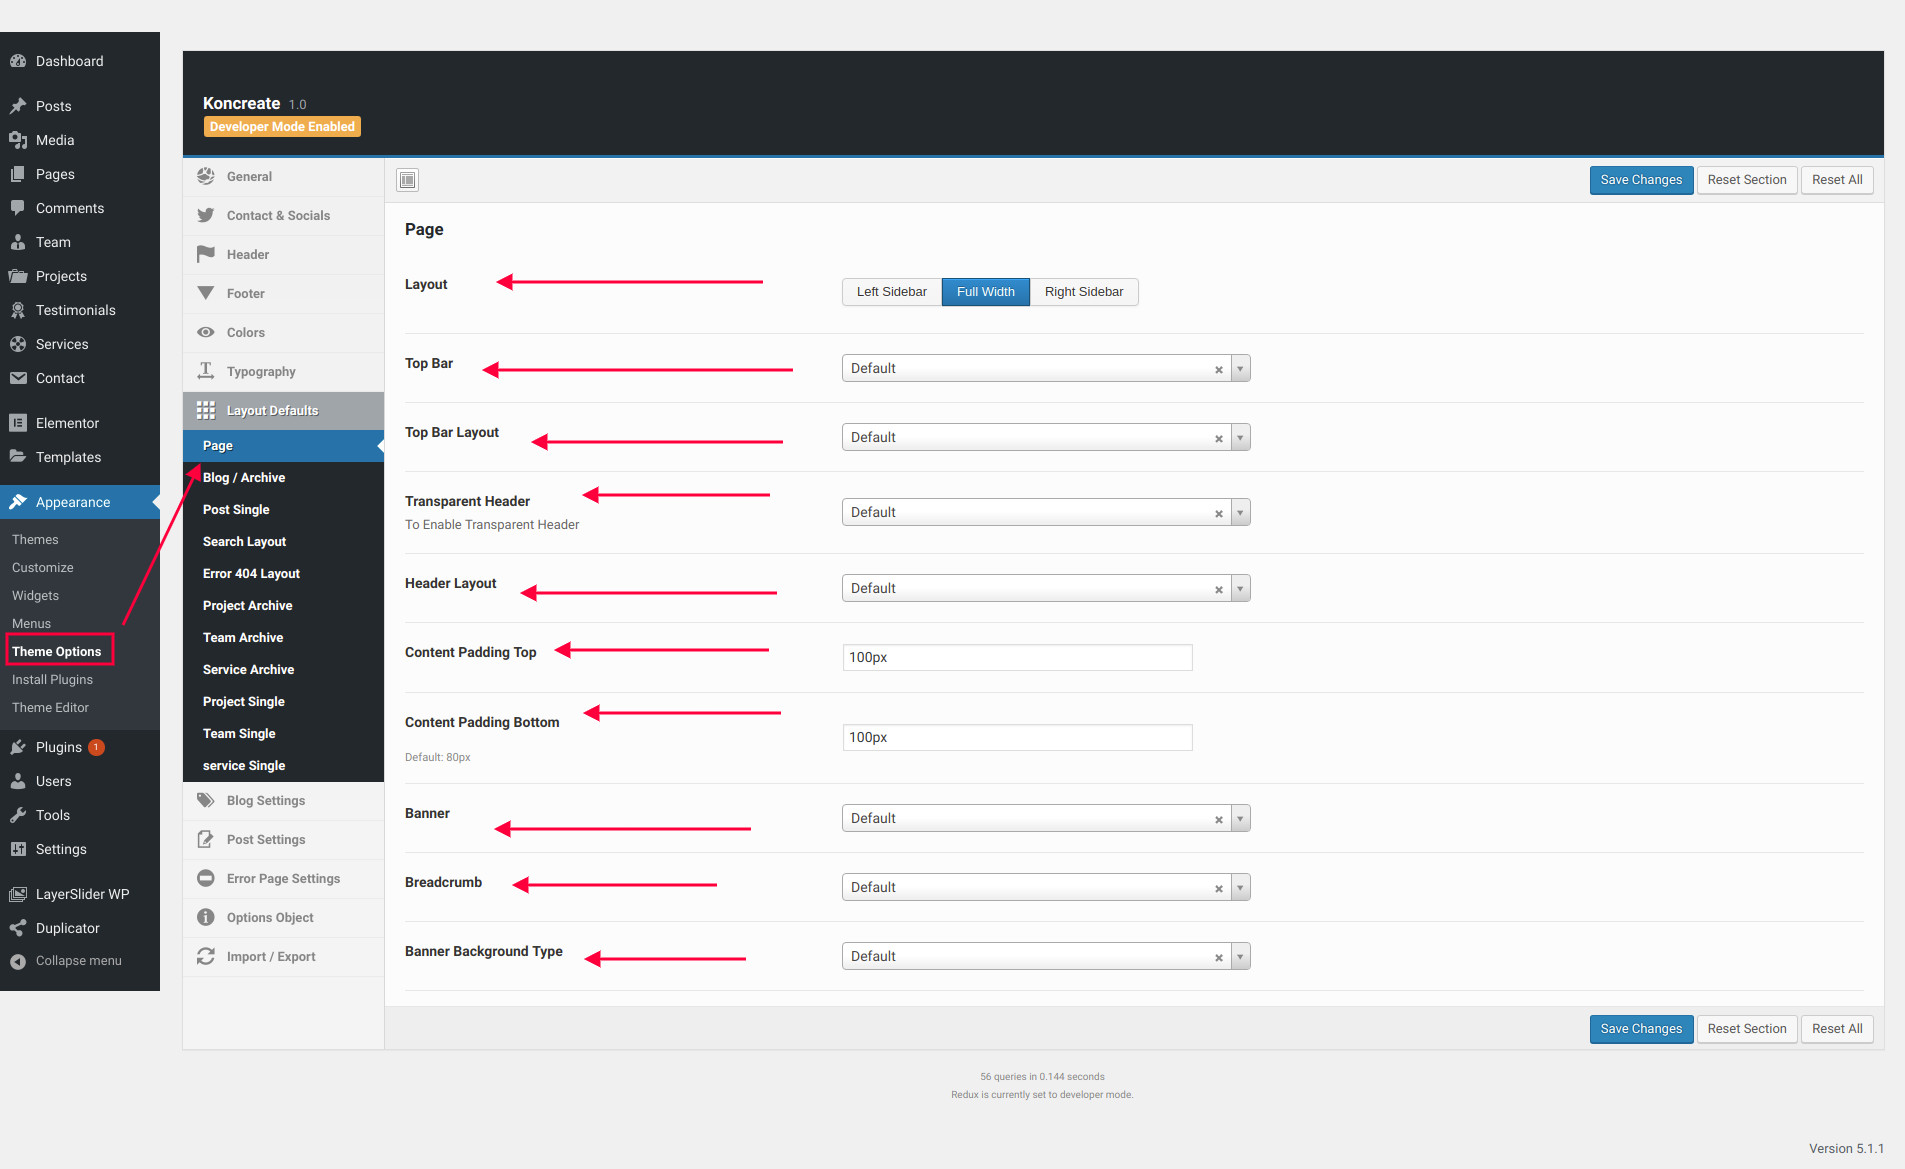 Dashboard
Posts
Media
Pages
Comments
Team
Projects
Testimonials
Services
Contact
Elementor
Templates
Appearance
Themes
Customize
Widgets
Menus
Theme Options
Install Plugins
Theme Editor
Plugins 1
Users
Tools
Settings
LayerSlider WP
Duplicator
Collapse menu
Koncreate 1.0
Developer Mode Enabled
General
Contact & Socials
Header
Footer
Colors
Typography
Layout Defaults
Page
Blog / Archive
Post Single
Search Layout
Error 404 Layout
Project Archive
Team Archive
Service Archive
Project Single
Team Single
service Single
Blog Settings
Post Settings
Error Page Settings
Options Object
Import / Export
Save Changes Reset Section Reset All
Page
Layout Left Sidebar Full Width Right Sidebar
Top Bar Default
Top Bar Layout Default
Transparent Header Default
To Enable Transparent Header
Header Layout Default
Content Padding Top 100px
Content Padding Bottom 100px
Default: 80px
Banner Default
Breadcrumb Default
Banner Background Type Default
Save Changes Reset Section Reset All
56 queries in 0.144 seconds
Redux is currently set to developer mode.
Version 5.1.1